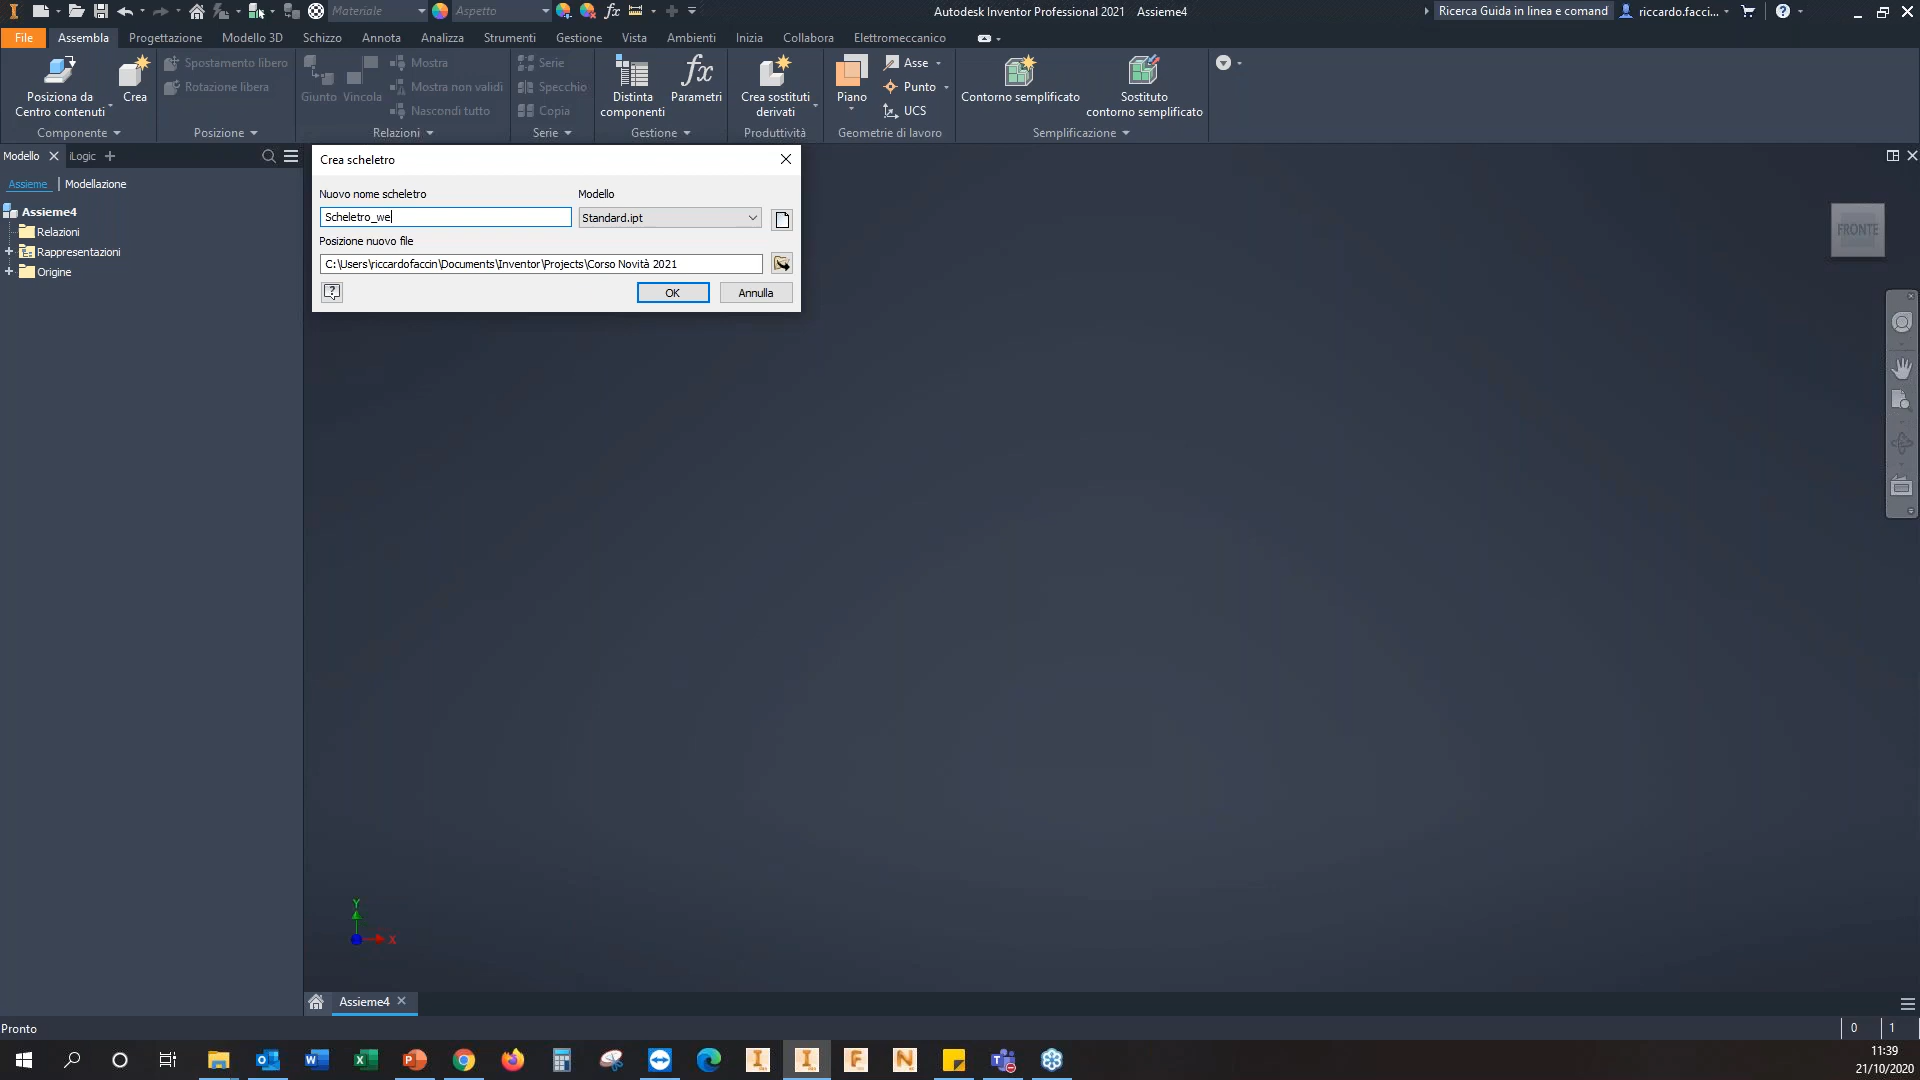 Materiale
Aspetto
Autodesk Inventor Professional 2021 Assieme4
Ricerca Guida in linea e comand
riccardo.facci...
File Assembla Progettazione Modello 3D Schizzo Annota Analizza Strumenti Gestione Vista Ambienti Inizia Collabora Elettromeccanico
Posiziona da
Centro contenuti
Crea
Componente
Spostamento libero
Rotazione libera
Posizione
Giunto Vincola
Mostra
Mostra non validi
Nascondi tutto
Relazioni
Serie
Specchio
Copia
Serie
Distinta
componenti
fx
Parametri
Gestione
Crea sostituti
derivati
Produttività
Piano
Asse
Punto
UCS
Geometrie di lavoro
Contorno semplificato
Sostituto
contorno semplificato
Semplificazione
Modello iLogic
Assieme | Modellazione
Assieme4
Relazioni
Rappresentazioni
Origine
Crea scheletro
Nuovo nome scheletro
Modello
Scheletro_we
Standard.ipt
Posizione nuovo file
C:\Users\riccardofaccin\Documents\Inventor\Projects\Corso Novità 2021
OK
Annulla
FRONTE
Y
X
Assieme4
Pronto
0 1
11:39
21/10/2020